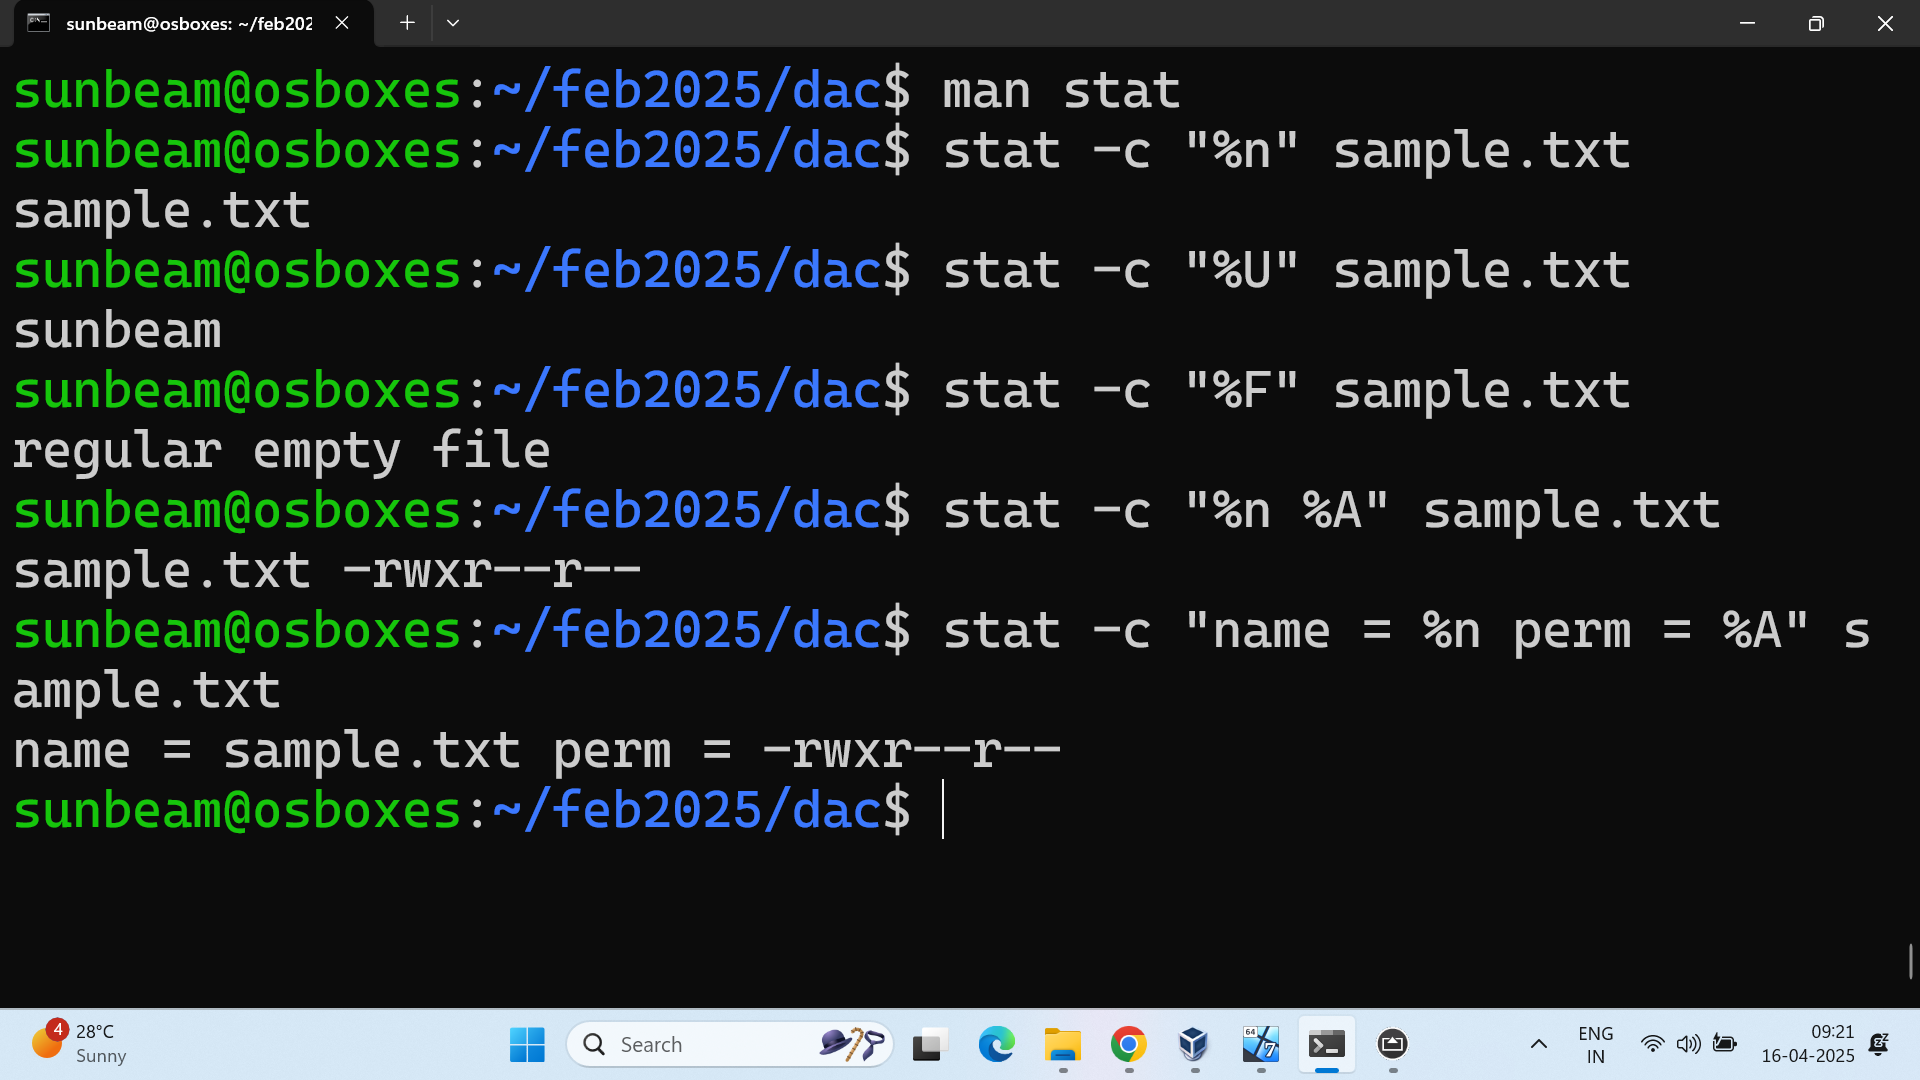 sunbeam@osboxes: ~/feb202
sunbeam@osboxes:~/feb2025/dac$ man stat
sunbeam@osboxes:~/feb2025/dac$ stat -c "%n" sample.txt
sample.txt
sunbeam@osboxes:~/feb2025/dac$ stat -c "%U" sample.txt
sunbeam
sunbeam@osboxes:~/feb2025/dac$ stat -c "%F" sample.txt
regular empty file
sunbeam@osboxes:~/feb2025/dac$ stat -c "%n %A" sample.txt
sample.txt -rwxr--r--
sunbeam@osboxes:~/feb2025/dac$ stat -c "name = %n perm = %A" s
ample.txt
name = sample.txt perm = -rwxr--r--
sunbeam@osboxes:~/feb2025/dac$
4
28°C
Sunny
Search
64
7
ENG
IN
09:21
16-04-2025